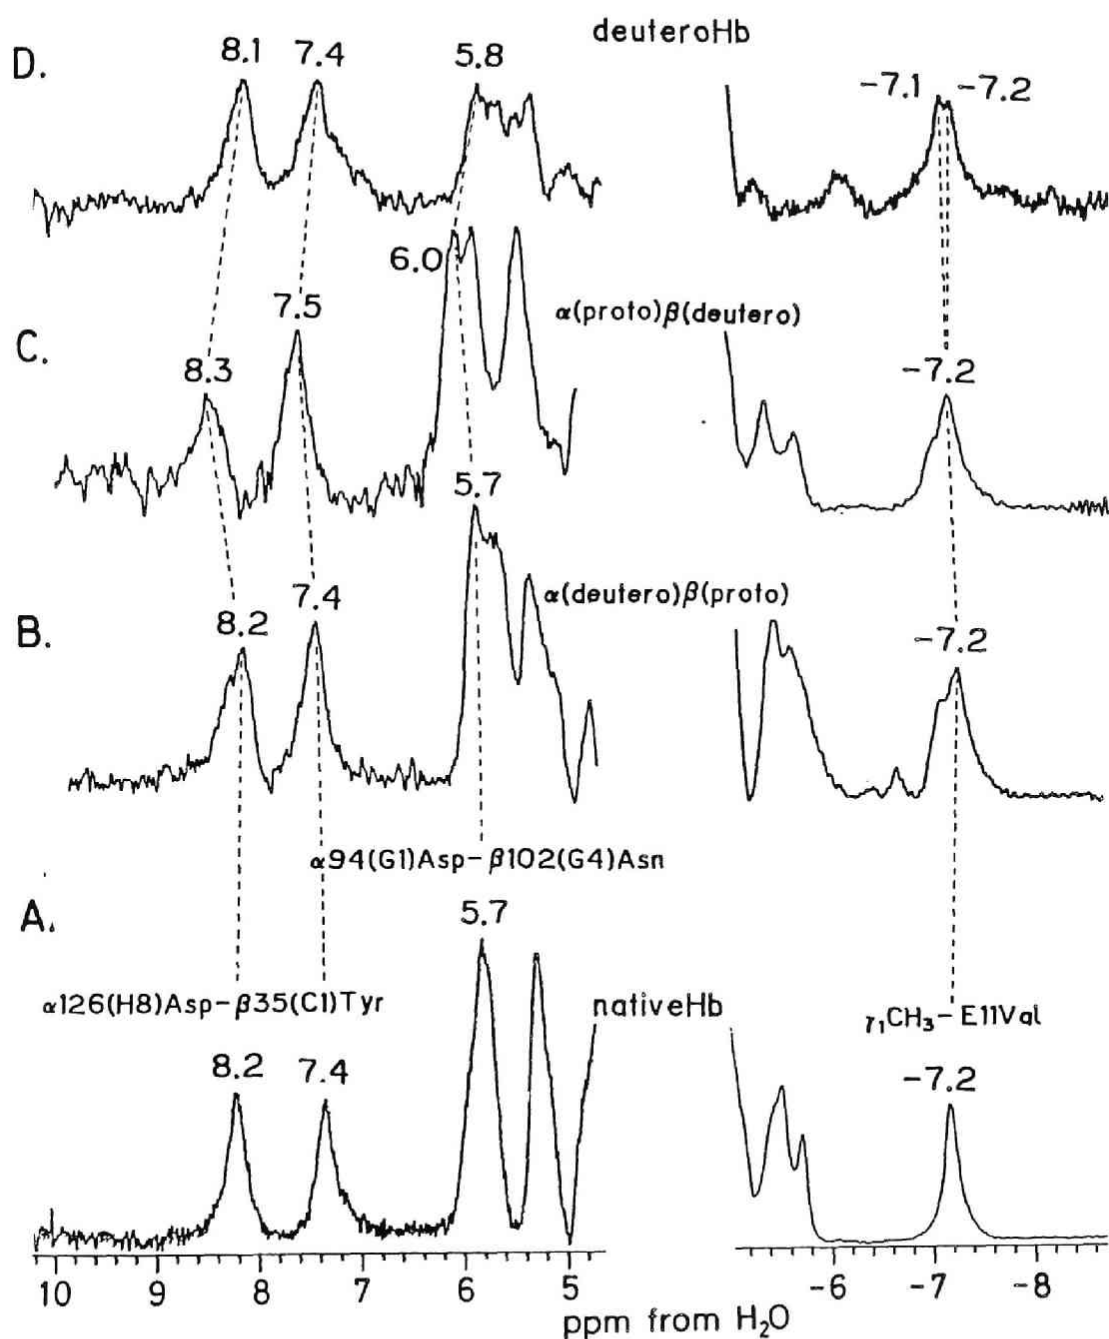 deuteroHb
D.
8.1 7.4 5.8 -7.1 -7.2
6.0
α(proto)β(deutero)
C.
8.3 7.5 -7.2
5.7
α(deutero)β(proto)
B.
8.2 7.4 -7.2
α94(G1)Asp-β102(G4)Asn
A.
5.7
α126(H8)Asp-β35(C1)Tyr
nativeHb
γ₁CH₃-E11Val
8.2 7.4 -7.2
10 9 8 7 6 5 -6 -7 -8
ppm from H₂O